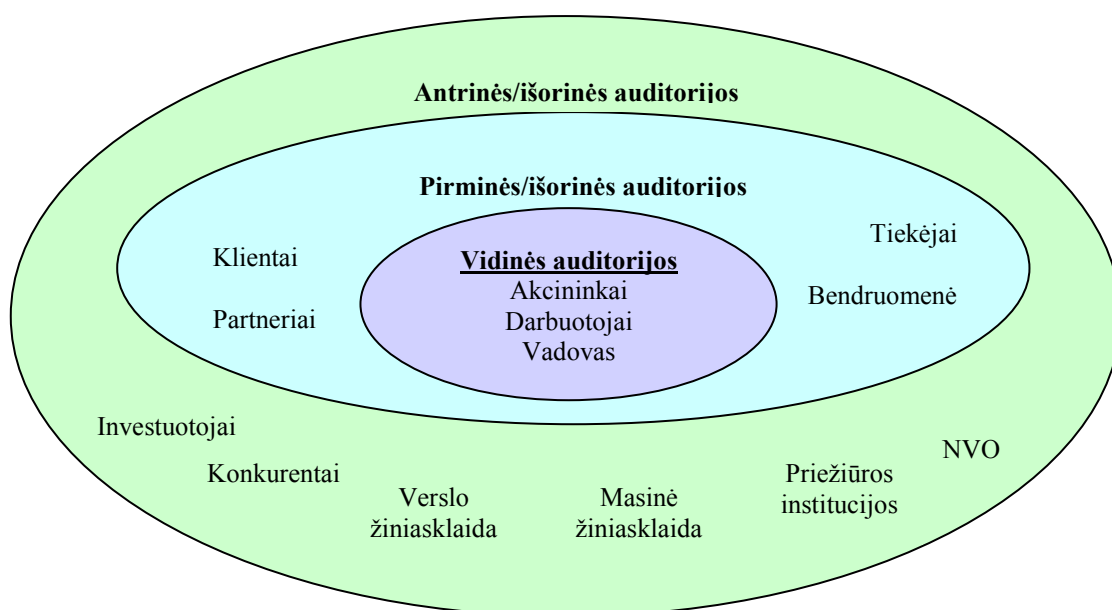 Antrinės/išorinės auditorijos
Pirminės/išorinės auditorijos
Tiekėjai
Klientai
Vidinės auditorijos
Akcininkai
Bendruomenė
Darbuotojai
Partneriai
Vadovas
Investuotojai
NVO
Konkurentai
Priežiūros
institucijos
Verslo
žiniasklaida
Masinė
žiniasklaida